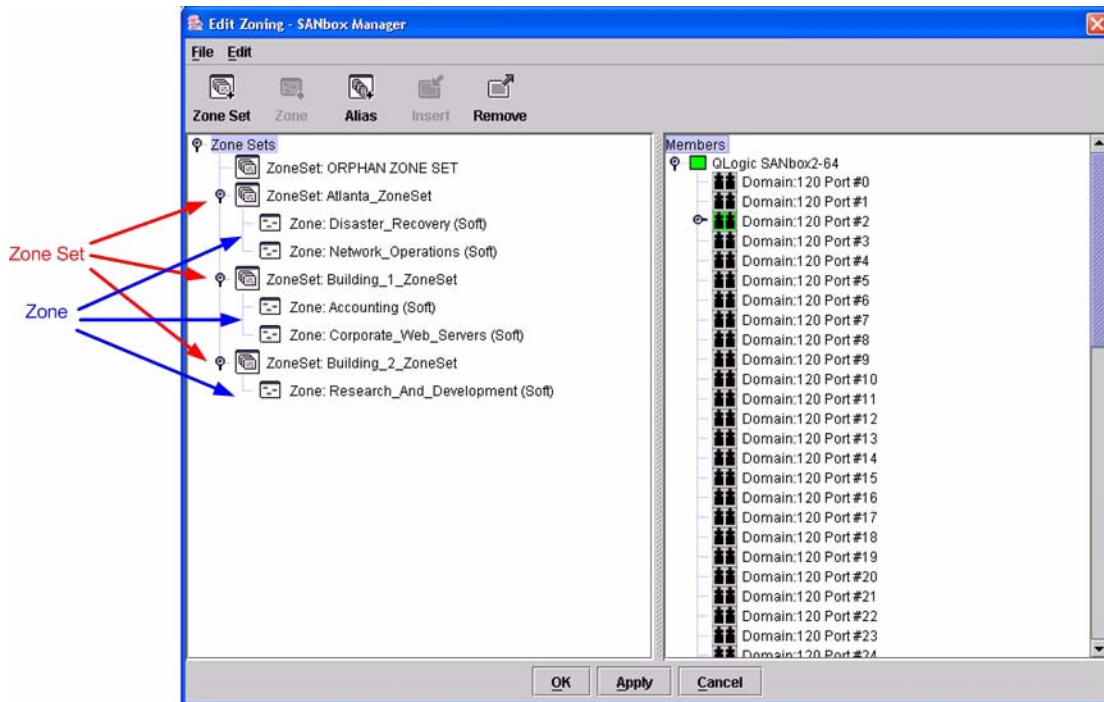 Edit Zoning - SANbox Manager
File Edit
Zone Set Zone Alias Insert Remove
Zone Sets
ZoneSet: ORPHAN ZONE SET
ZoneSet: Atlanta_ZoneSet
Zone: Disaster_Recovery (Soft)
Zone: Network_Operations (Soft)
ZoneSet: Building_1_ZoneSet
Zone: Accounting (Soft)
Zone: Corporate_Web_Servers (Soft)
ZoneSet: Building_2_ZoneSet
Zone: Research_And_Development (Soft)
Zone Set
Zone
Members
QLogic SANbox2-64
Domain:120 Port#0
Domain:120 Port#1
Domain:120 Port#2
Domain:120 Port#3
Domain:120 Port#4
Domain:120 Port#5
Domain:120 Port#6
Domain:120 Port#7
Domain:120 Port#8
Domain:120 Port#9
Domain:120 Port#10
Domain:120 Port#11
Domain:120 Port#12
Domain:120 Port#13
Domain:120 Port#14
Domain:120 Port#15
Domain:120 Port#16
Domain:120 Port#17
Domain:120 Port#18
Domain:120 Port#19
Domain:120 Port#20
Domain:120 Port#21
Domain:120 Port#22
Domain:120 Port#23
Domain:120 Port#24
OK Apply Cancel